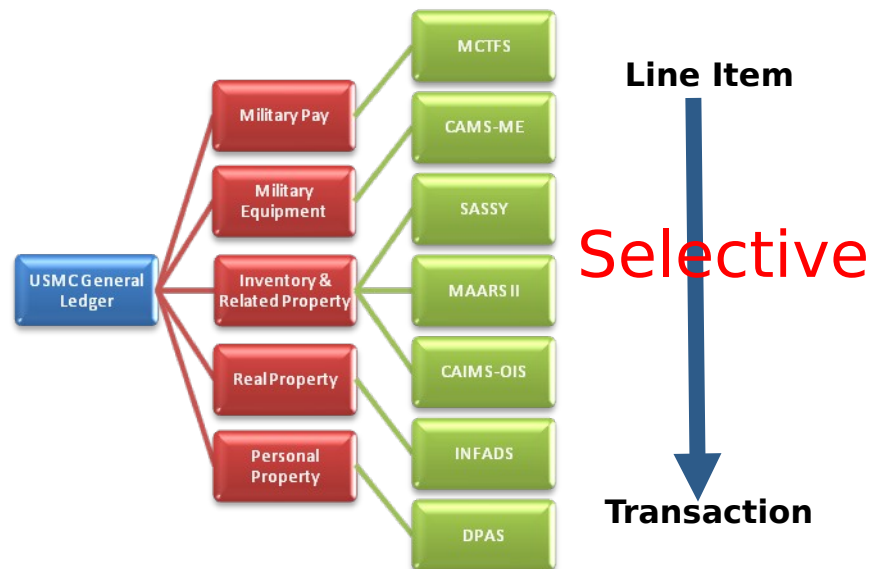 USMC General
Ledger
Military Pay
Military
Equipment
Inventory &
Related Property
Real Property
Personal
Property
MCTFS
CAMS-ME
SASSY
MAARS II
CAIMS-OIS
INFADS
DPAS
Line Item
Selective
Transaction